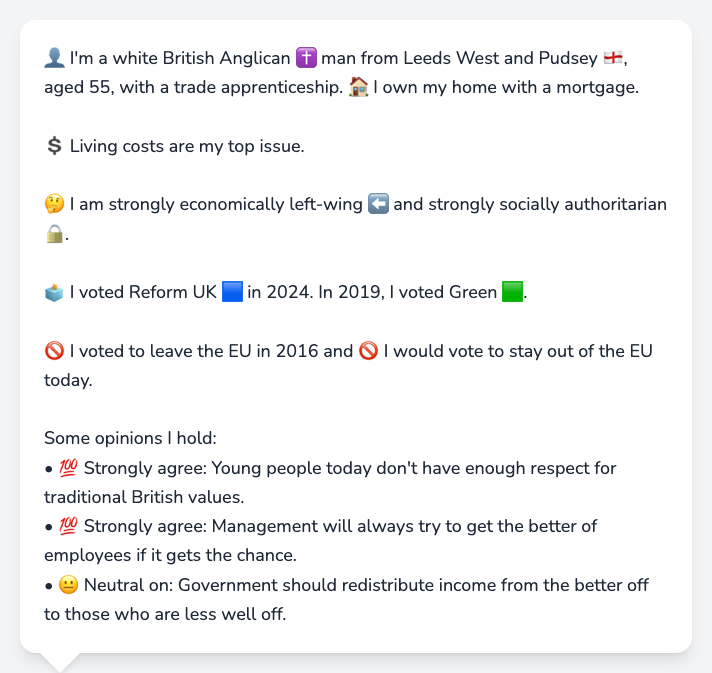 👤 I'm a white British Anglican ✝️ man from Leeds West and Pudsey 🏴󠁧󠁢󠁥󠁮󠁧󠁿,
aged 55, with a trade apprenticeship. 🏠 I own my home with a mortgage.
💲 Living costs are my top issue.
🤔 I am strongly economically left-wing ⬅️ and strongly socially authoritarian
🔒.
🗳️ I voted Reform UK 🟦 in 2024. In 2019, I voted Green 🟩.
🚫 I voted to leave the EU in 2016 and 🚫 I would vote to stay out of the EU
today.
Some opinions I hold:
• 💯 Strongly agree: Young people today don't have enough respect for
traditional British values.
• 💯 Strongly agree: Management will always try to get the better of
employees if it gets the chance.
• 😐 Neutral on: Government should redistribute income from the better off
to those who are less well off.